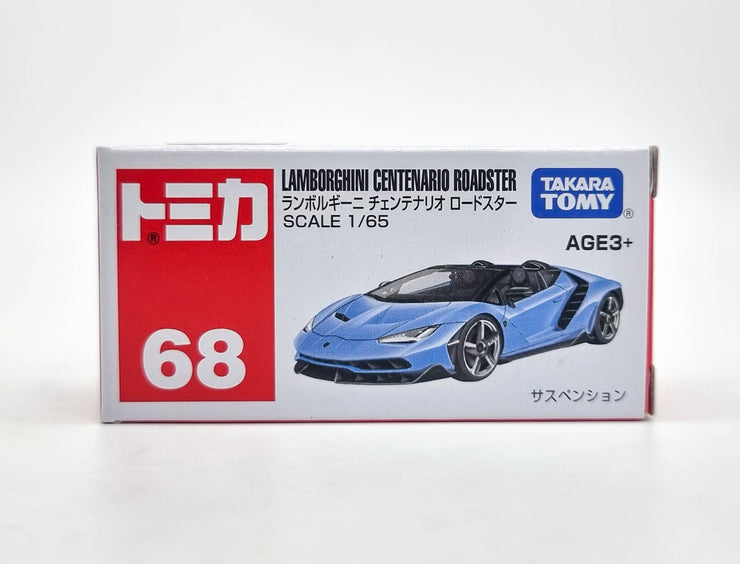 トミカ®
68
LAMBORGHINI CENTENARIO ROADSTER
ランボルギーニ チェンテナリオ ロードスター
SCALE 1/65
TAKARA
TOMY®
AGE3+
サスペンション